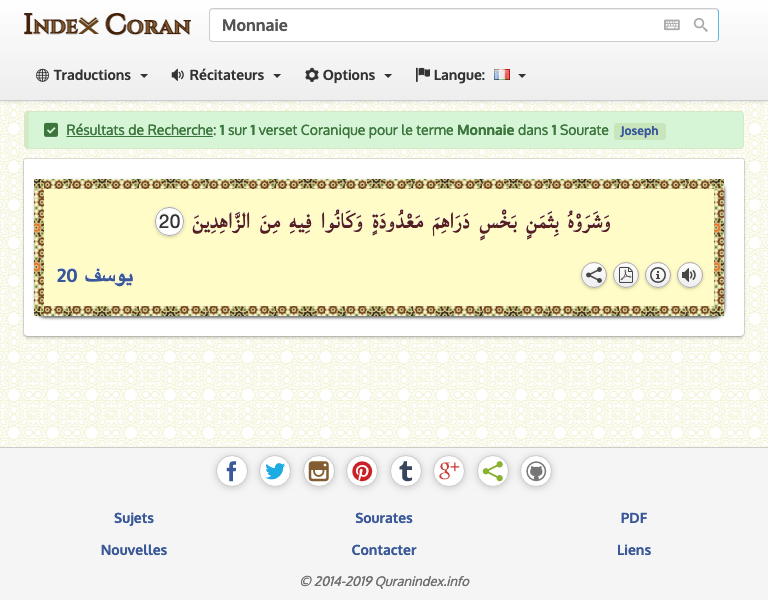 Index Coran
Monnaie
Traductions
Récitateurs
Options
Langue:
Résultats de Recherche: 1 sur 1 verset Coranique pour le terme Monnaie dans 1 Sourate Joseph
وَشَرَوْهُ بِثَمَنٍ بَخْسٍ دَرَاهِمَ مَعْدُودَةٍ وَكَانُوا فِيهِ مِنَ الزَّاهِدِينَ 20
يوسف 20
Sujets
Sourates
PDF
Nouvelles
Contacter
Liens
© 2014-2019 Quranindex.info